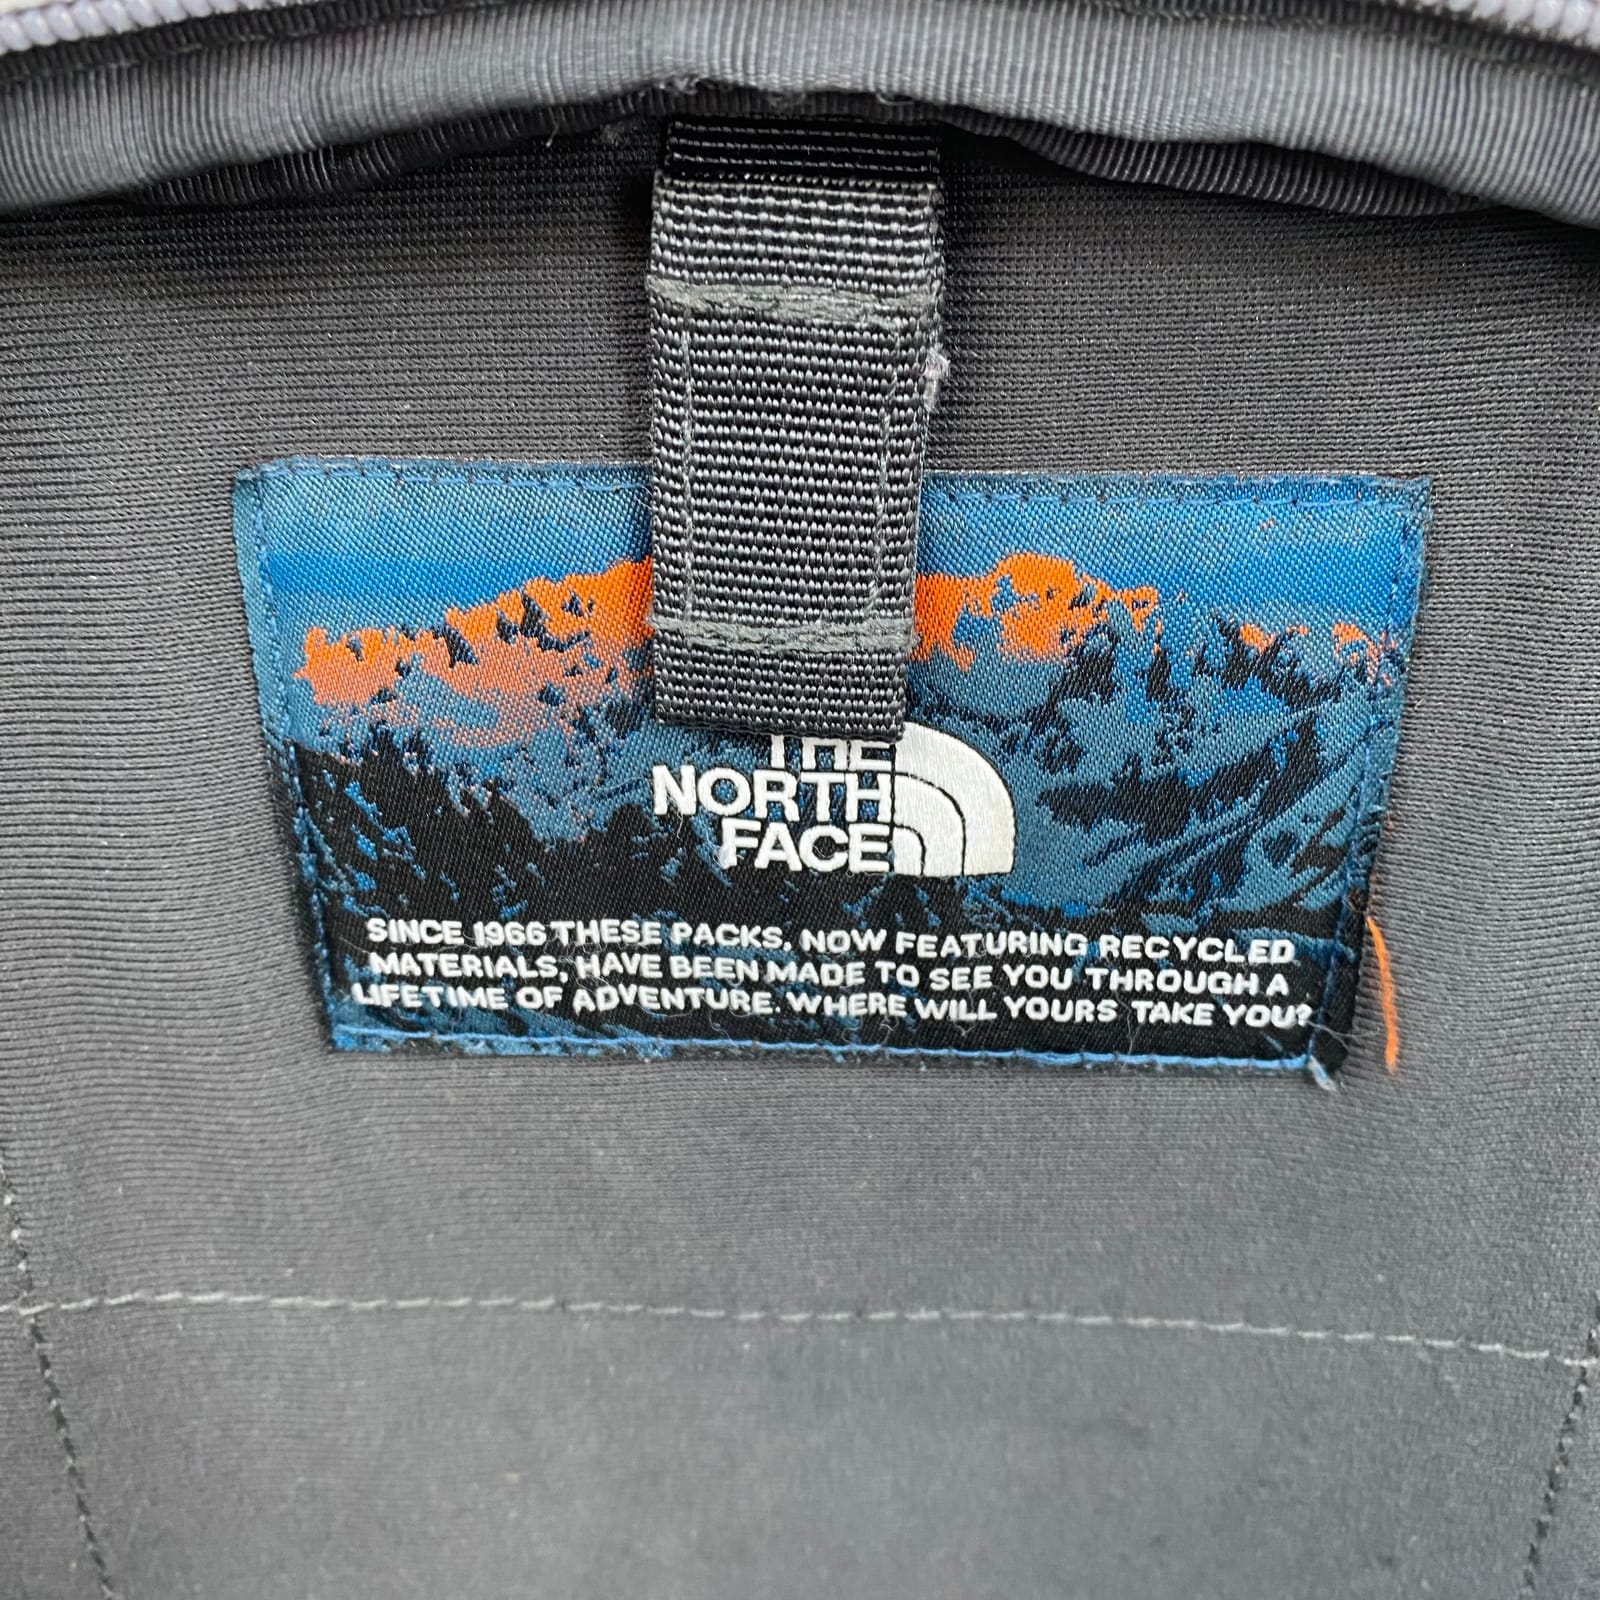 THE
NORTH
FACE
SINCE 1966 THESE PACKS, NOW FEATURING RECYCLED
MATERIALS, HAVE BEEN MADE TO SEE YOU THROUGH A
LIFETIME OF ADVENTURE. WHERE WILL YOURS TAKE YOU?